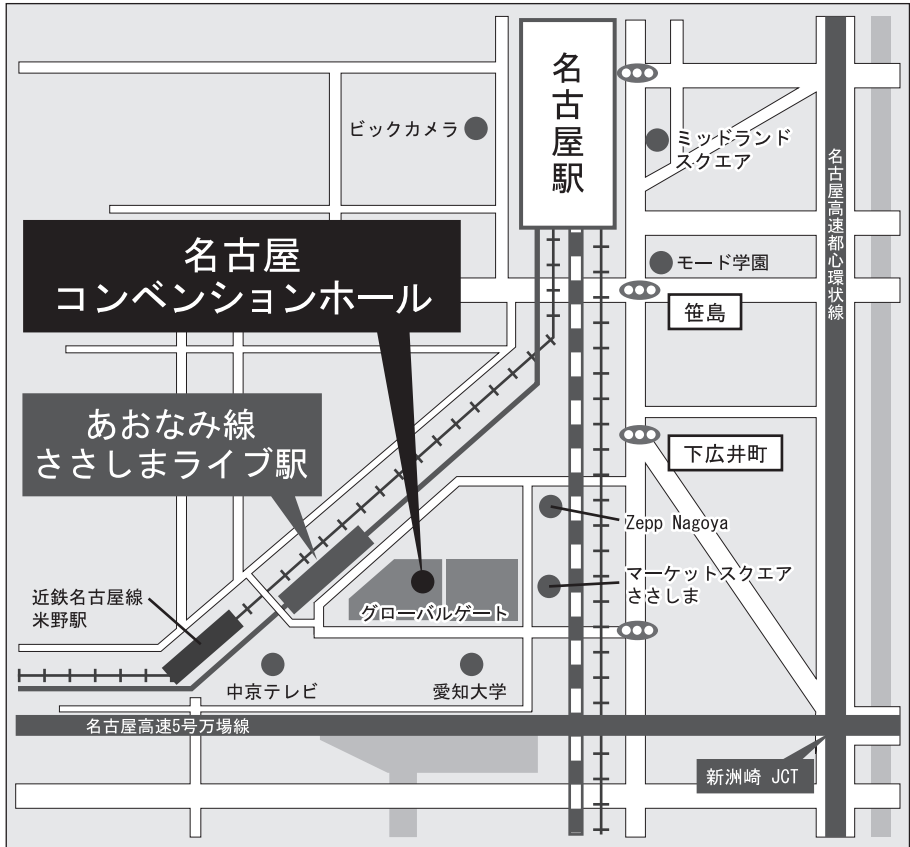 名古屋駅
ビックカメラ
ミッドランド
スクエア
名古屋高速都心環状線
名古屋
コンベンションホール
モード学園
笹島
あおなみ線
ささしまライブ駅
下広井町
Zepp Nagoya
マーケットスクエア
ささしま
グローバルゲート
近鉄名古屋線
米野駅
中京テレビ
愛知大学
名古屋高速5号万場線
新洲崎 JCT